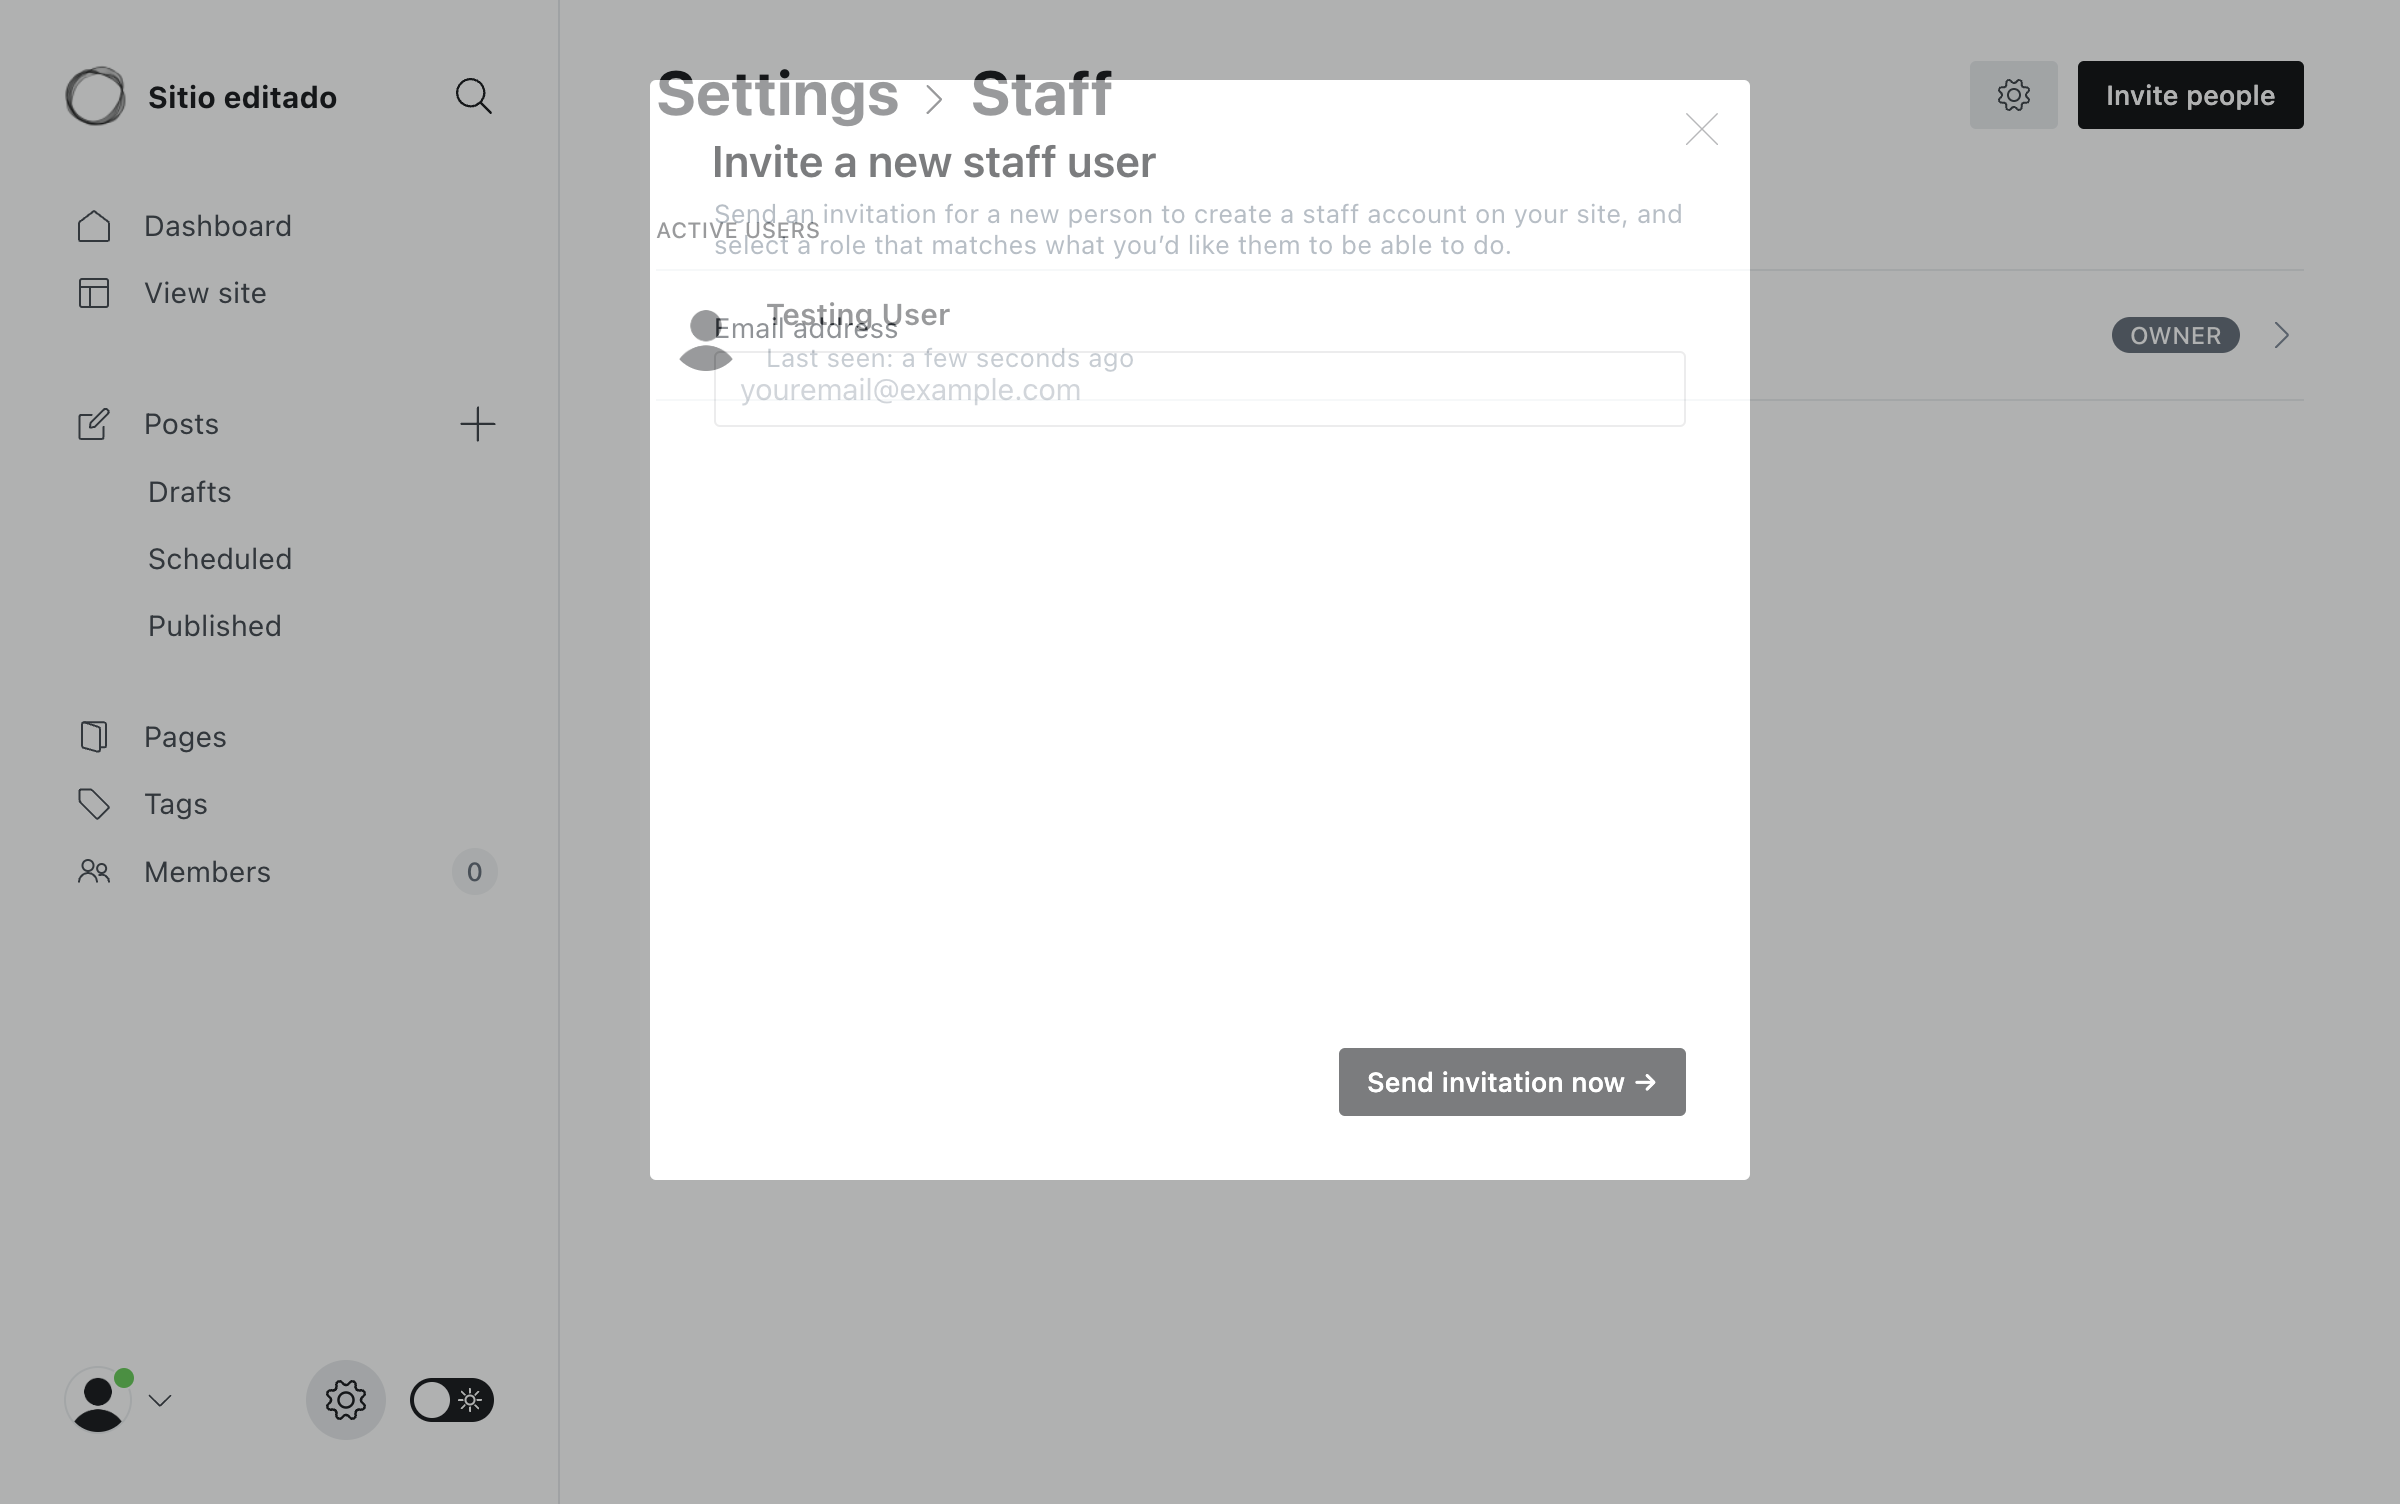 Sitio editado
Dashboard
View site
Posts
Drafts
Scheduled
Published
Pages
Tags
Members
0
Settings > Staff
Invite people
Invite a new staff user
Send an invitation for a new person to create a staff account on your site, and
select a role that matches what you’d like them to be able to do.
ACTIVE USERS
Testing User
Email address
OWNER
Last seen: a few seconds ago
youremail@example.com
Send invitation now →